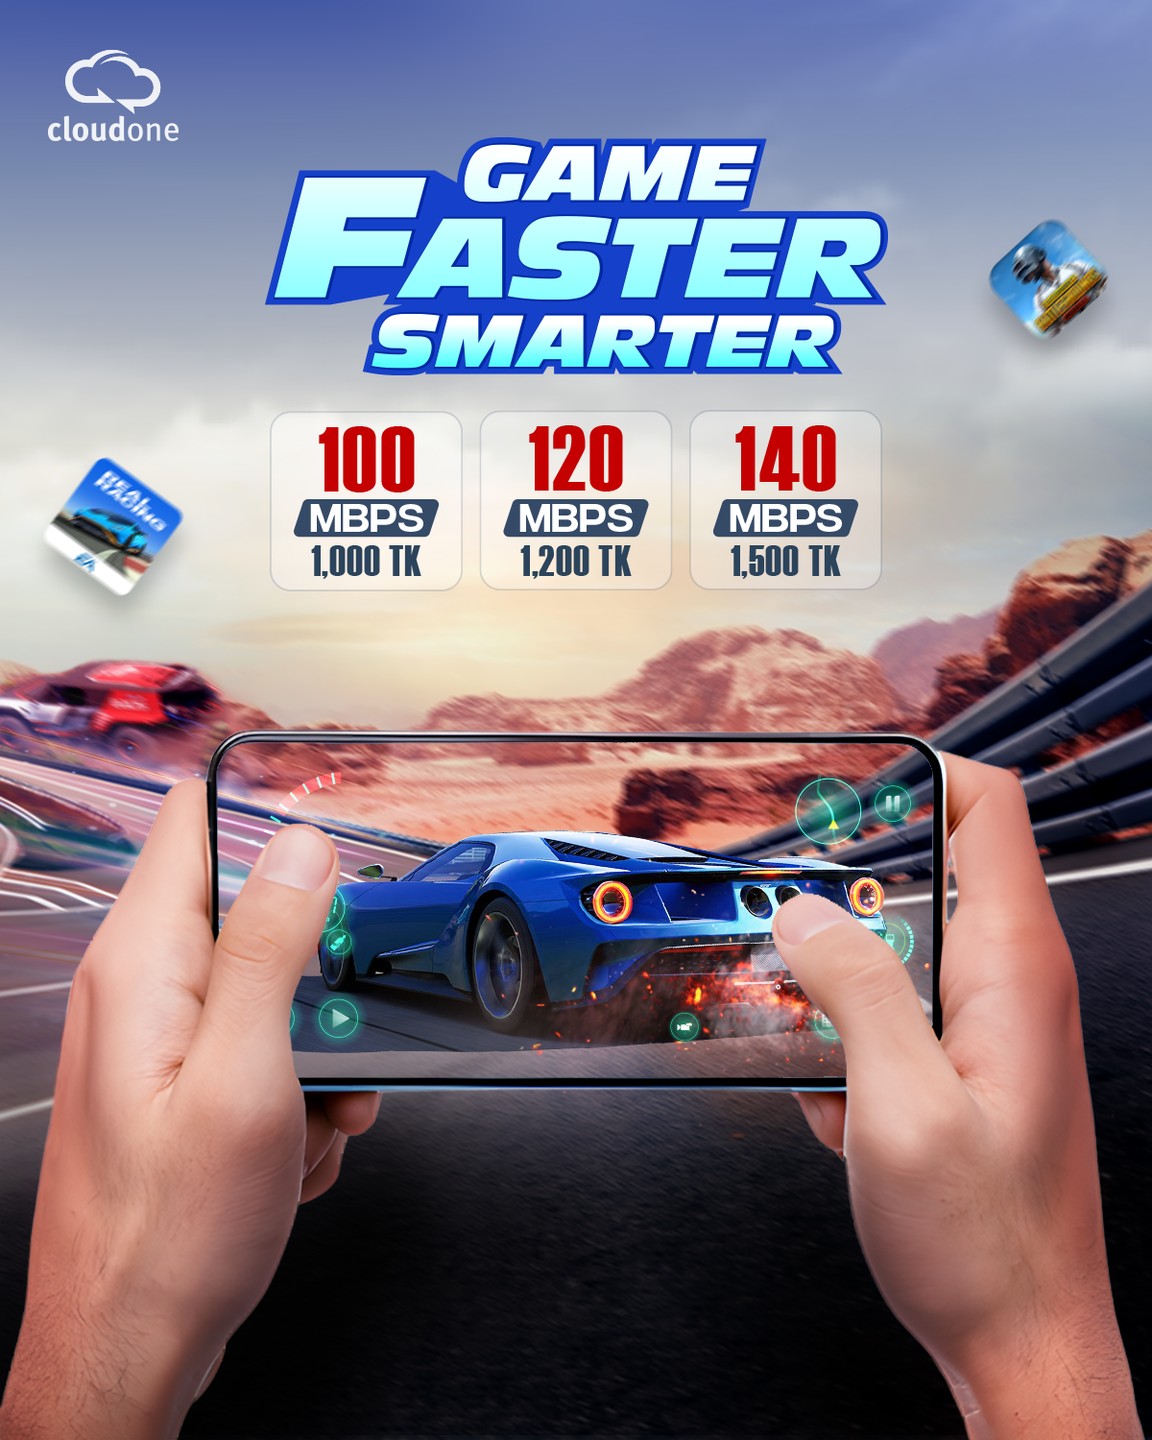 cloudone
GAME
FASTER
SMARTER
100
MBPS
1,000 TK
120
MBPS
1,200 TK
140
MBPS
1,500 TK
REAL
RACING
EA